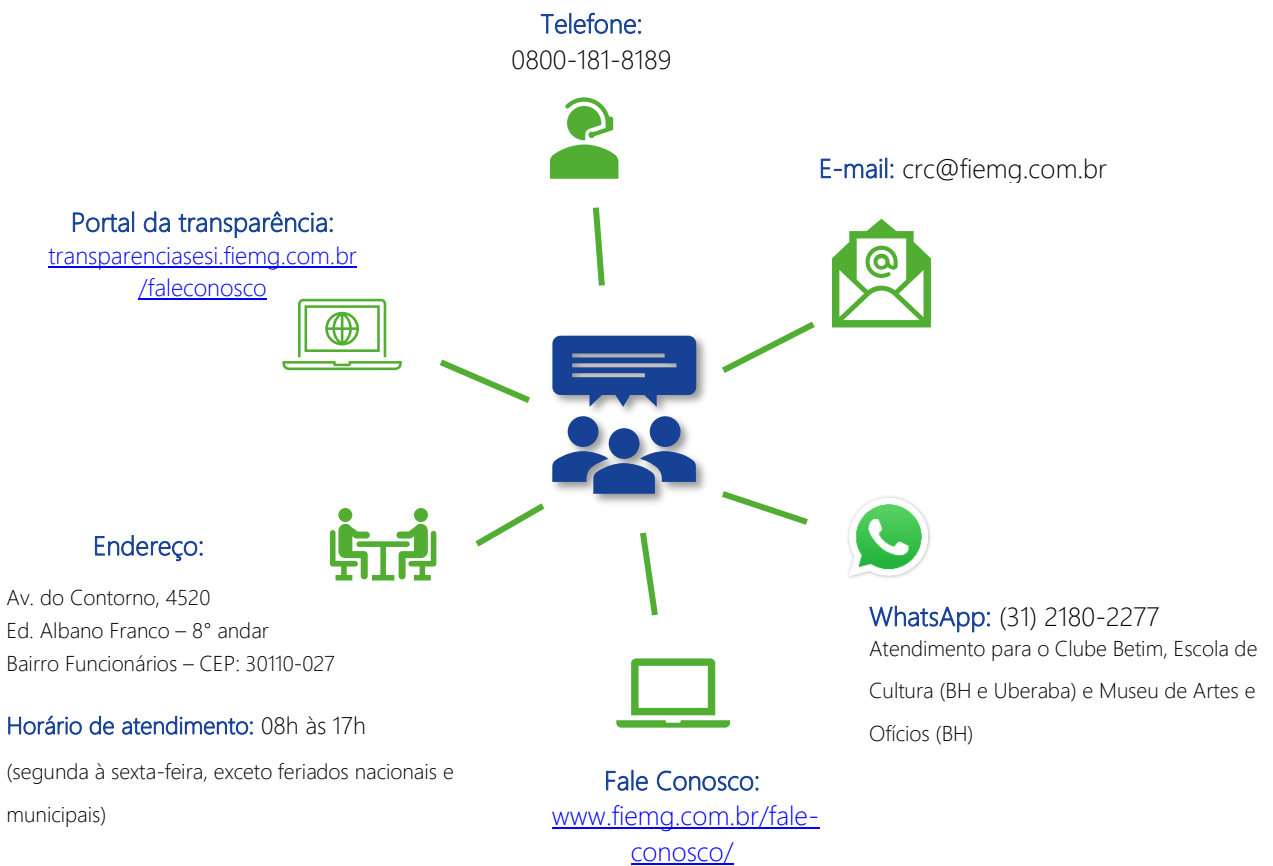 Telefone:
0800-181-8189
E-mail: crc@fiemg.com.br
Portal da transparência:
transparenciasesi.fiemg.com.br
/faleconosco
@
Endereço:
Av. do Contorno, 4520
Ed. Albano Franco – 8° andar
Bairro Funcionários – CEP: 30110-027
Horário de atendimento: 08h às 17h
(segunda à sexta-feira, exceto feriados nacionais e
municipais)
WhatsApp: (31) 2180-2277
Atendimento para o Clube Betim, Escola de
Cultura (BH e Uberaba) e Museu de Artes e
Ofícios (BH)
Fale Conosco:
www.fiemg.com.br/fale-
conosco/